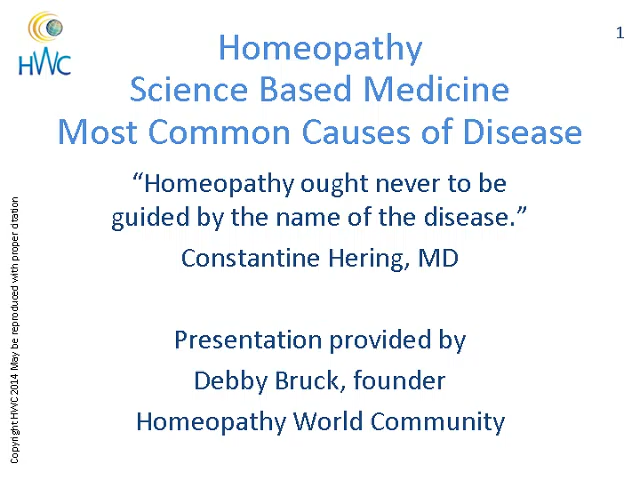 HWC
1
Homeopathy
Science Based Medicine
Most Common Causes of Disease
“Homeopathy ought never to be
guided by the name of the disease.”
Constantine Hering, MD
Presentation provided by
Debby Bruck, founder
Homeopathy World Community
Copyright HWC 2014 May be reproduced with proper citation